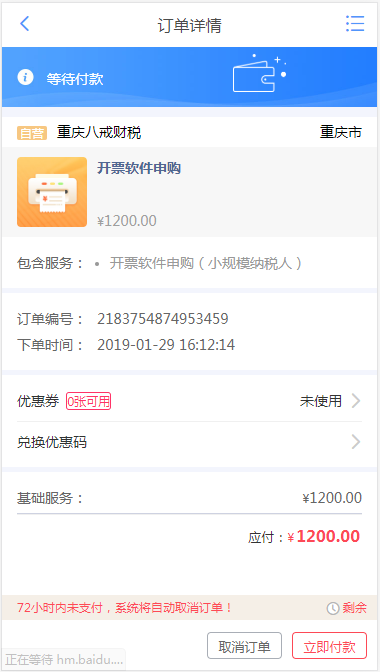 订单详情
等待付款
自营 重庆八戒财税 重庆市
开票软件申购
¥1200.00
包含服务： • 开票软件申购（小规模纳税人）
订单编号： 2183754874953459
下单时间： 2019-01-29 16:12:14
优惠券 0张可用 未使用
兑换优惠码
基础服务： ¥1200.00
应付：¥1200.00
72小时内未支付，系统将自动取消订单！ 剩余
取消订单 立即付款
正在等待 hm.baidu....